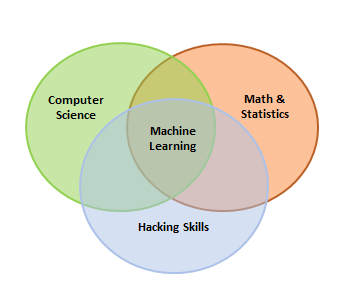 Computer
Science
Math &
Statistics
Machine
Learning
Hacking Skills